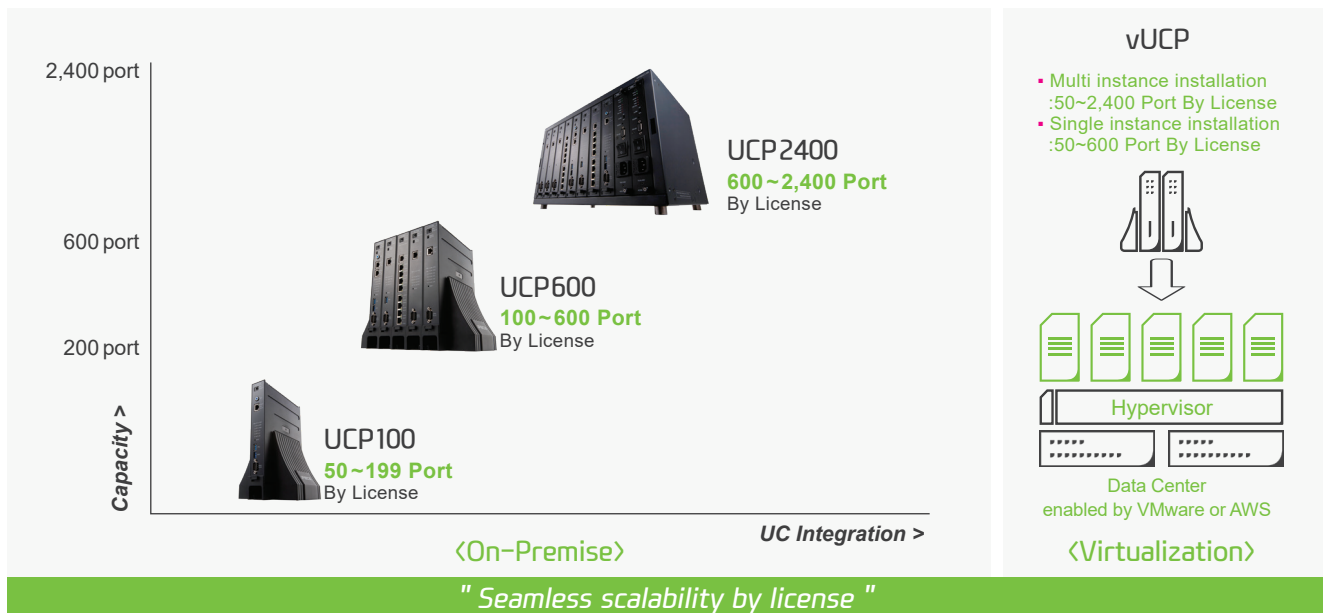 2,400 port
600 port
200 port
Capacity >
UCP2400
600~2,400 Port
By License
UCP600
100~600 Port
By License
UCP100
50~199 Port
By License
UC Integration >
<On-Premise>
vUCP
▪ Multi instance installation
:50~2,400 Port By License
▪ Single instance installation
:50~600 Port By License
Hypervisor
Data Center
enabled by VMware or AWS
<Virtualization>
" Seamless scalability by license "